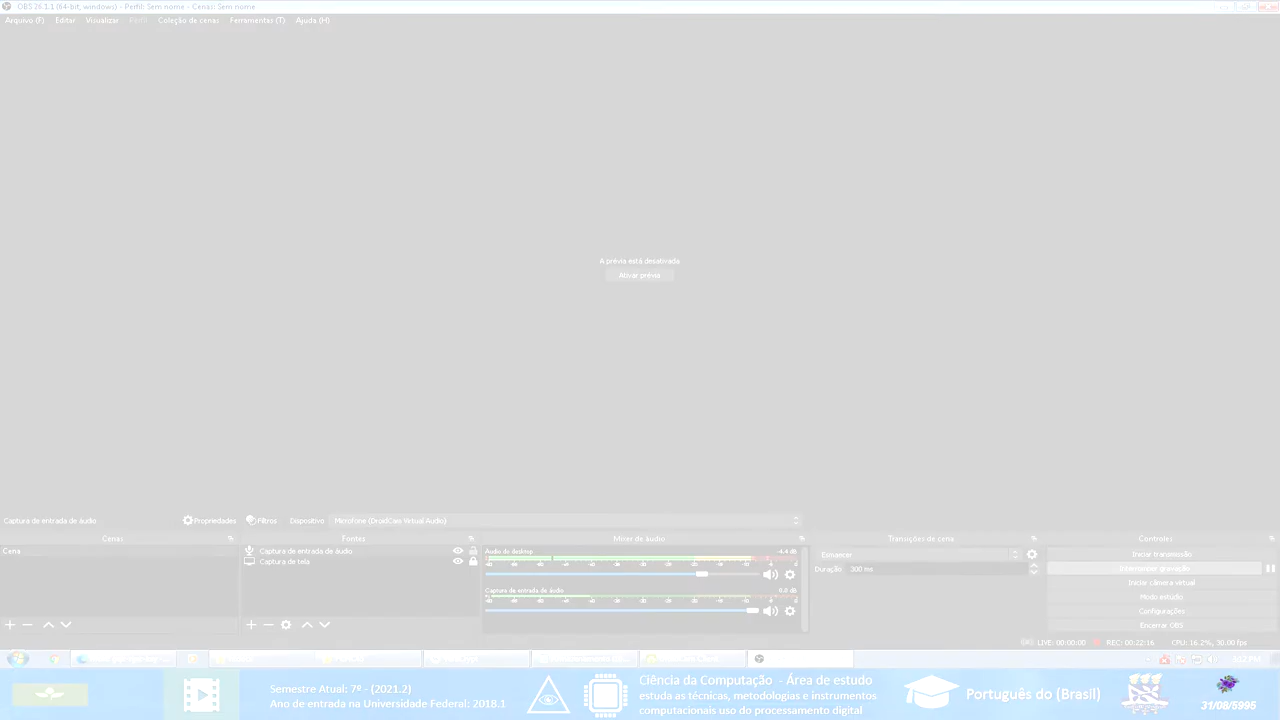 OBS 26.1.1 (64-bit, windows) - Perfil: Sem nome - Cenas: Sem nome
Arquivo (F) Editar Visualizar Perfil Coleção de cenas Ferramentas (T) Ajuda (H)
A prévia está desativada
Ativar prévia
Captura de entrada de áudio Propriedades Filtros Dispositivo Microfone (DroidCam Virtual Audio)
Cenas Fontes Mixer de áudio Transições de cena Controles
Cena
Captura de entrada de áudio
Captura de tela
Áudio do desktop -4.4 dB
Captura de entrada de áudio 0.0 dB
Esmaecer
Duração 300 ms
Iniciar transmissão
Interromper gravação
Iniciar câmera virtual
Modo estúdio
Configurações
Encerrar OBS
LIVE: 00:00:00 REC: 00:22:16 CPU: 16.2%, 30.00 fps
Semestre Atual: 7º - (2021.2)
Ano de entrada na Universidade Federal: 2018.1
Ciência da Computação - Área de estudo
estuda as técnicas, metodologias e instrumentos
computacionais uso do processamento digital
Português do (Brasil)
31/08/5995